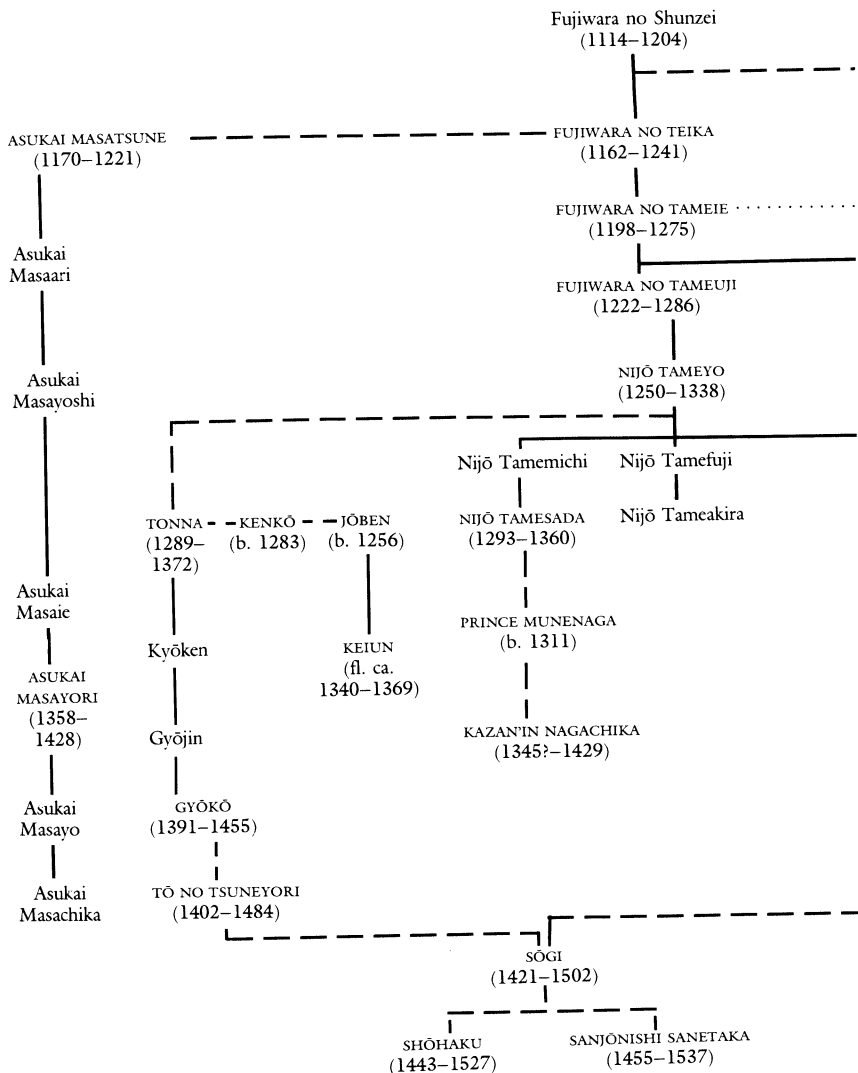 Fujiwara no Shunzei
(1114–1204)
ASUKAI MASATSUNE
(1170–1221)
FUJIWARA NO TEIKA
(1162–1241)
FUJIWARA NO TAMEIE
(1198–1275)
Asukai
Masaari
FUJIWARA NO TAMEUJI
(1222–1286)
Asukai
Masayoshi
NIJŌ TAMEYO
(1250–1338)
Nijō Tamemichi
Nijō Tamefuji
TONNA
(1289–
1372)
KENKŌ
(b. 1283)
JŌBEN
(b. 1256)
NIJŌ TAMESADA
(1293–1360)
Nijō Tameakira
Asukai
Masaie
Kyōken
KEIUN
(fl. ca.
1340–1369)
PRINCE MUNENAGA
(b. 1311)
ASUKAI
MASAYORI
(1358–
1428)
Gyōjin
KAZAN'IN NAGACHIKA
(1345?–1429)
Asukai
Masayo
GYŌKŌ
(1391–1455)
Asukai
Masachika
TŌ NO TSUNEYORI
(1402–1484)
SŌGI
(1421–1502)
SHŌHAKU
(1443–1527)
SANJŌNISHI SANETAKA
(1455–1537)